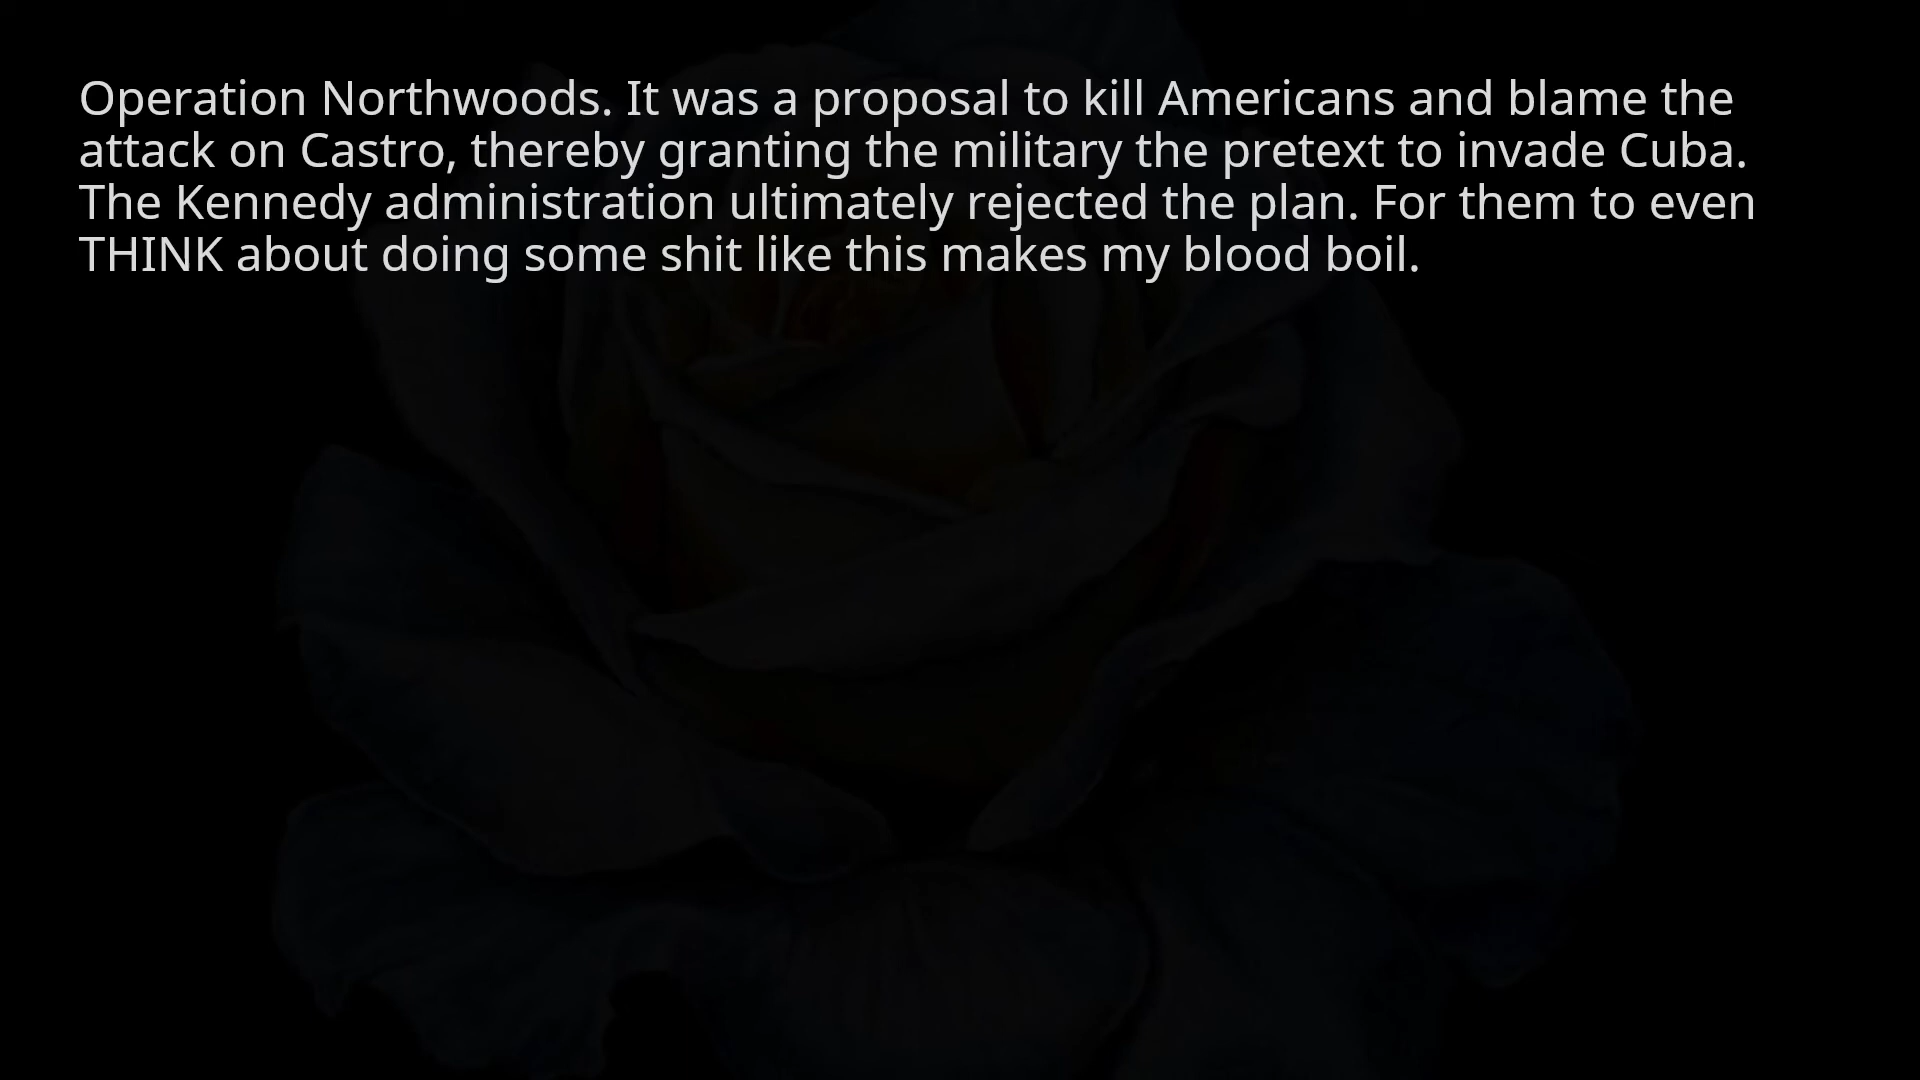 Operation Northwoods. It was a proposal to kill Americans and blame the
attack on Castro, thereby granting the military the pretext to invade Cuba.
The Kennedy administration ultimately rejected the plan. For them to even
THINK about doing some shit like this makes my blood boil.